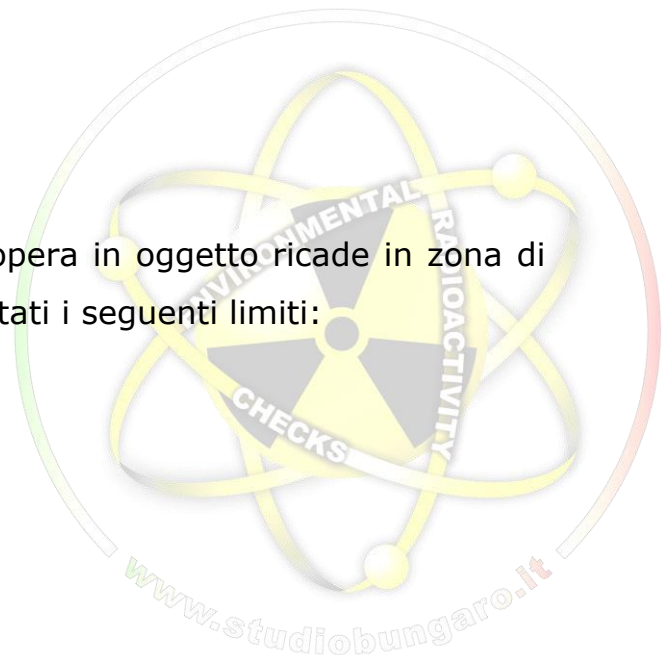 opera in oggetto ricade in zona di
tati i seguenti limiti:
ENVIRONMENTAL
RADIOACTIVITY
CHECKS
www.studiobungaro.it